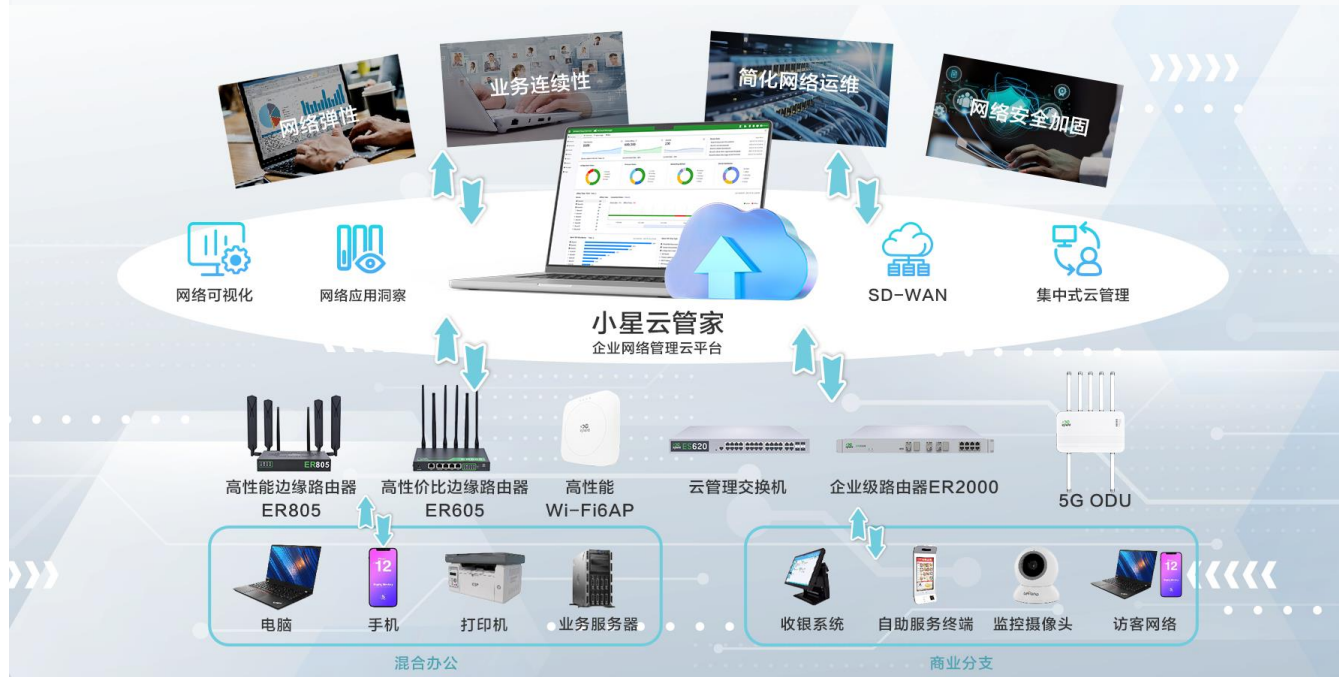 网络弹性
业务连续性
简化网络运维
网络安全加固
网络可视化
网络应用洞察
SD-WAN
集中式云管理
小星云管家
企业网络管理云平台
ER805
ES620
高性能边缘路由器
ER805
高性价比边缘路由器
ER605
高性能
Wi-Fi6AP
云管理交换机
企业级路由器ER2000
5G ODU
12
12
电脑
手机
打印机
业务服务器
收银系统
自助服务终端
监控摄像头
访客网络
混合办公
商业分支